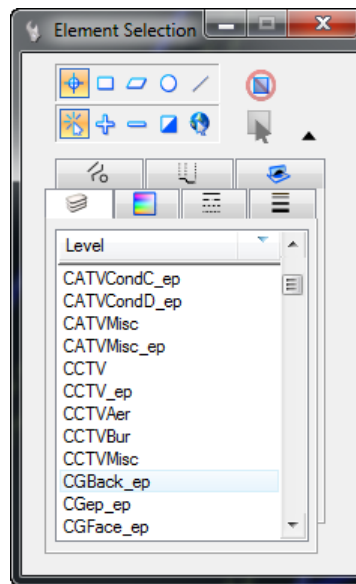 Element Selection
Level
CATVCondC_ep
CATVCondD_ep
CATVMisc
CATVMisc_ep
CCTV
CCTV_ep
CCTVAer
CCTVBur
CCTVMisc
CGBack_ep
CGep_ep
CGFace_ep